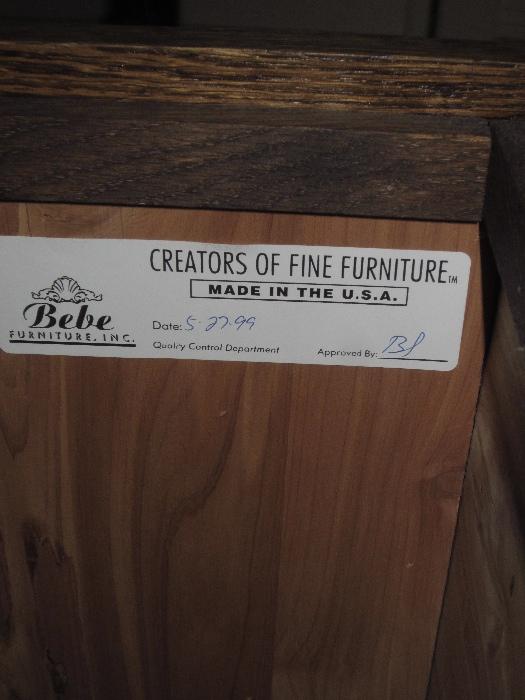 CREATORS OF FINE FURNITURE™
MADE IN THE U.S.A.
Bebe
FURNITURE, INC.
Date: 5-27-99
Quality Control Department
Approved By: